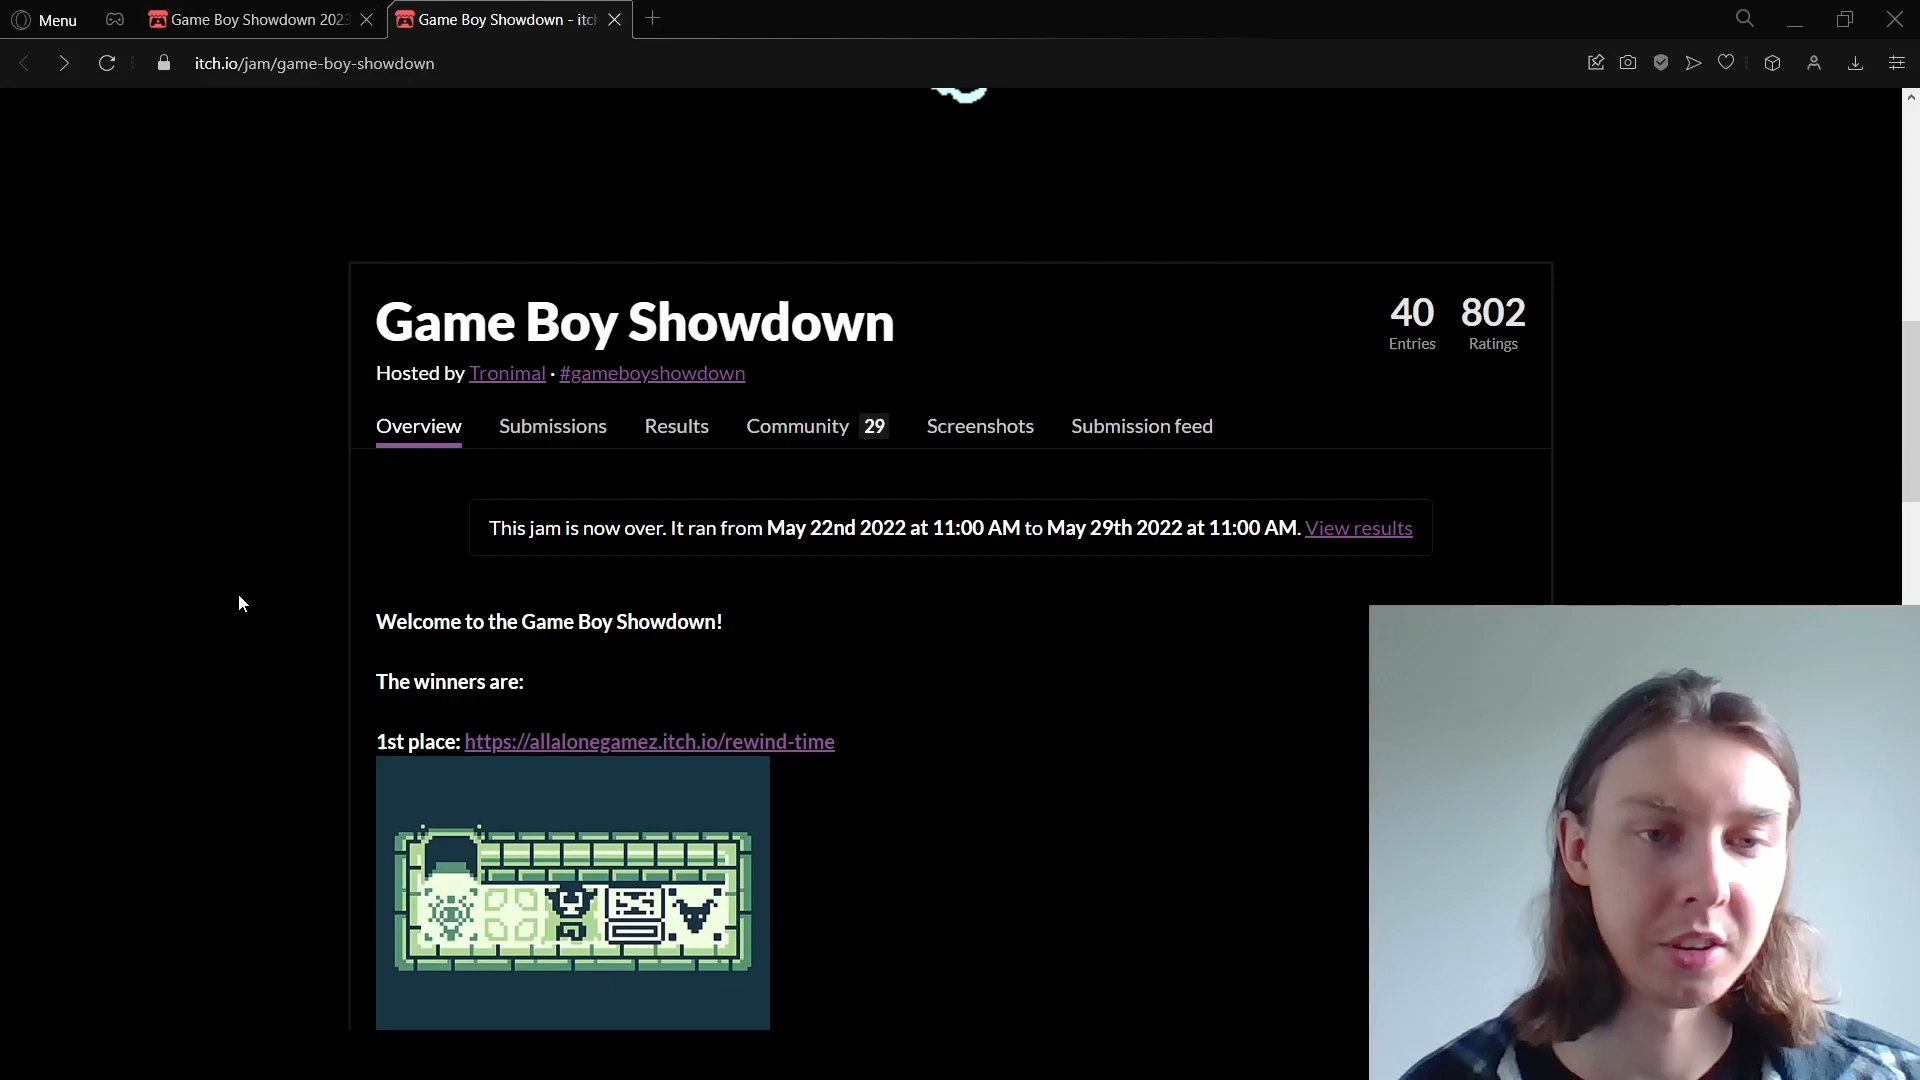 Menu
Game Boy Showdown 2023
Game Boy Showdown - itch
itch.io/jam/game-boy-showdown
Game Boy Showdown
40 802
Entries Ratings
Hosted by Tronimal · #gameboyshowdown
Overview Submissions Results Community 29 Screenshots Submission feed
This jam is now over. It ran from May 22nd 2022 at 11:00 AM to May 29th 2022 at 11:00 AM. View results
Welcome to the Game Boy Showdown!
The winners are:
1st place: https://allalonegamez.itch.io/rewind-time